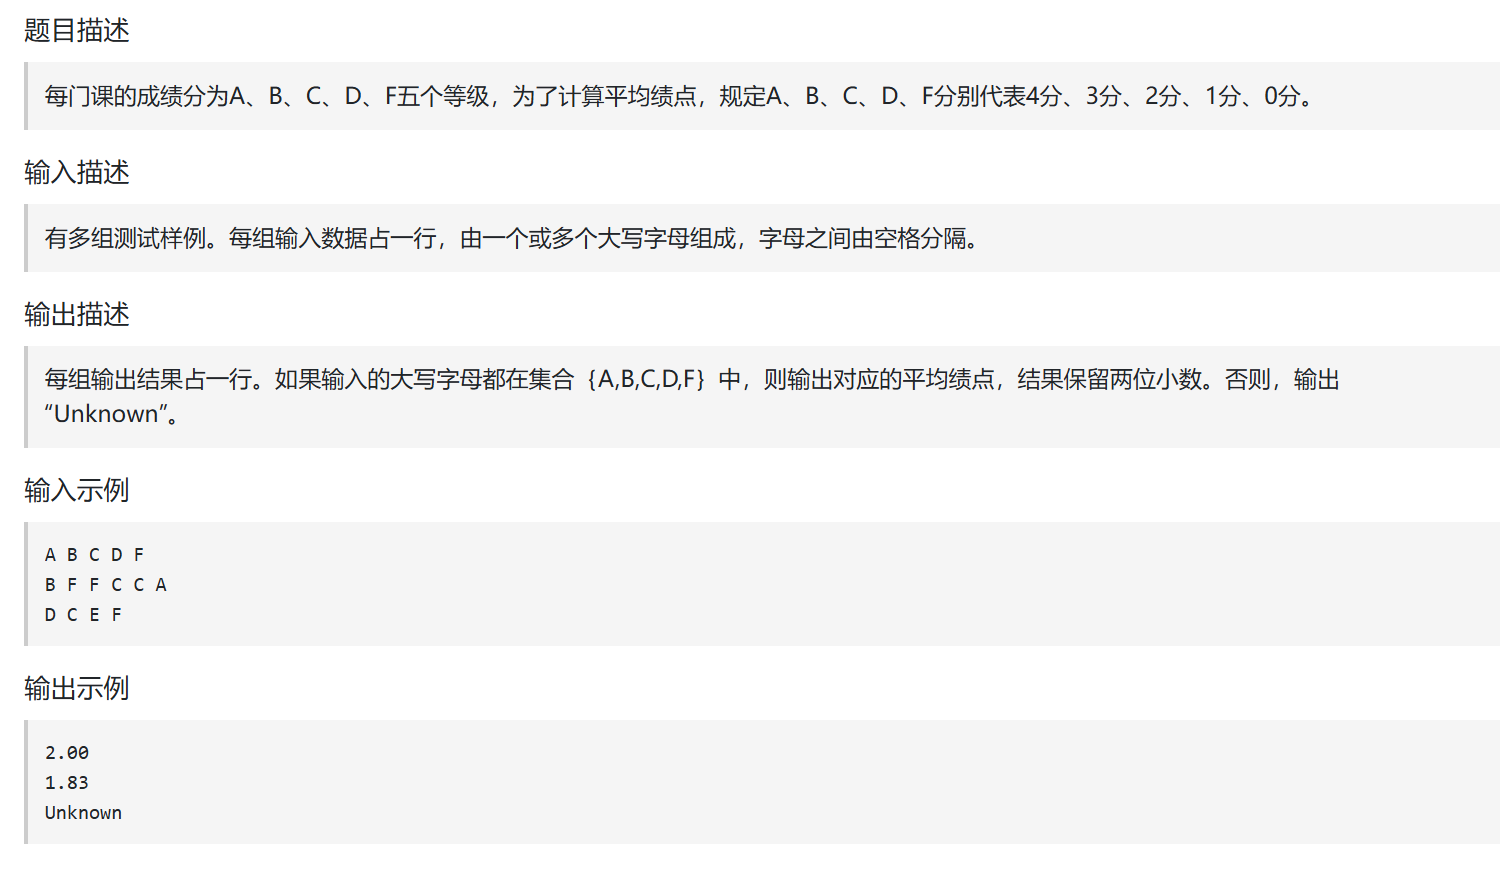 题目描述
每门课的成绩分为A、B、C、D、F五个等级，为了计算平均绩点，规定A、B、C、D、F分别代表4分、3分、2分、1分、0分。
输入描述
有多组测试样例。每组输入数据占一行，由一个或多个大写字母组成，字母之间由空格分隔。
输出描述
每组输出结果占一行。如果输入的大写字母都在集合｛A,B,C,D,F｝中，则输出对应的平均绩点，结果保留两位小数。否则，输出
“Unknown”。
输入示例
A B C D F
B F F C C A
D C E F
输出示例
2.00
1.83
Unknown